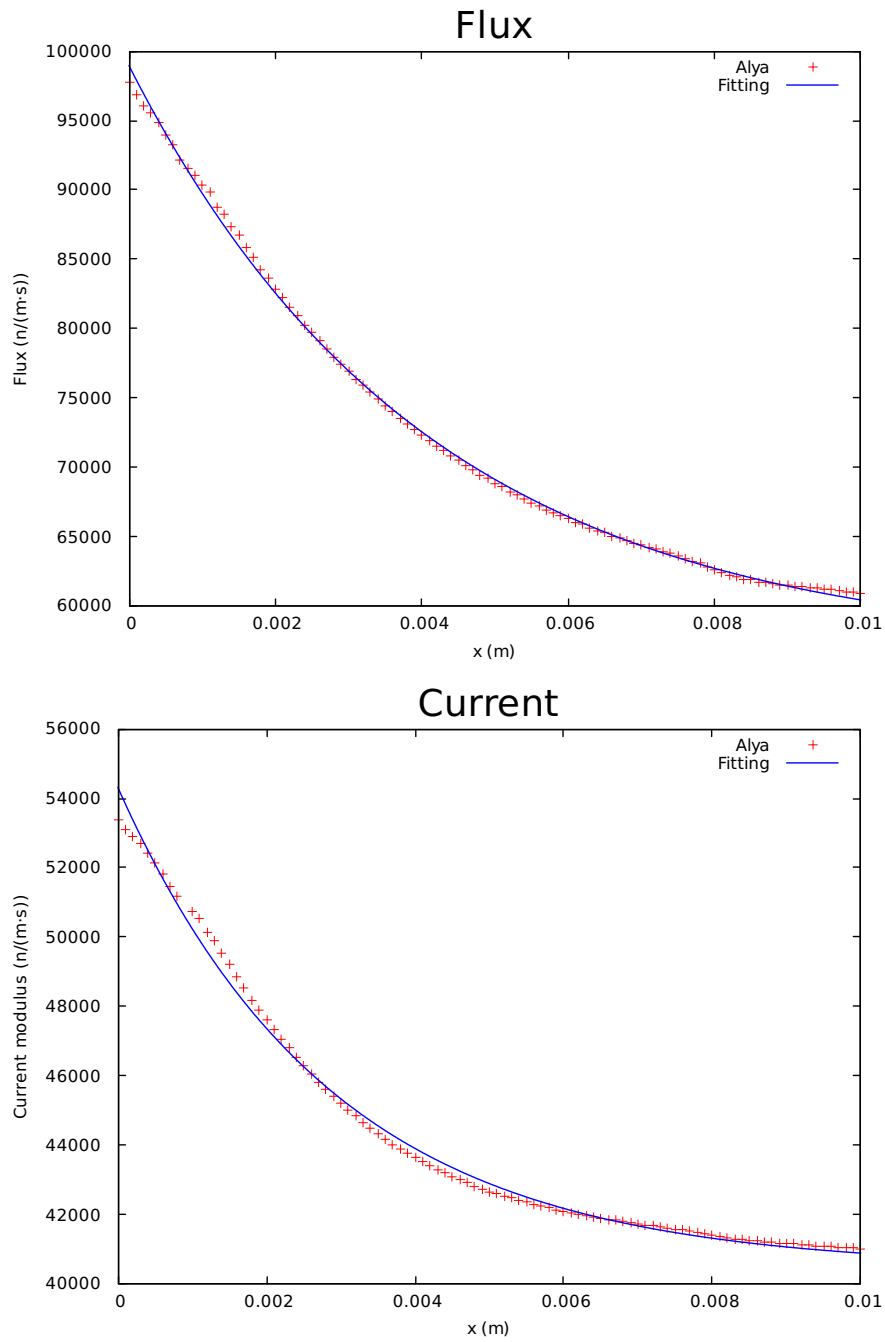 Flux
100000
95000
90000
85000
80000
75000
70000
65000
60000
Flux (n/(m·s))
Alya
Fitting
0 0.002 0.004 0.006 0.008 0.01
x (m)
Current
56000
54000
52000
50000
48000
46000
44000
42000
40000
Current modulus (n/(m·s))
Alya
Fitting
0 0.002 0.004 0.006 0.008 0.01
x (m)